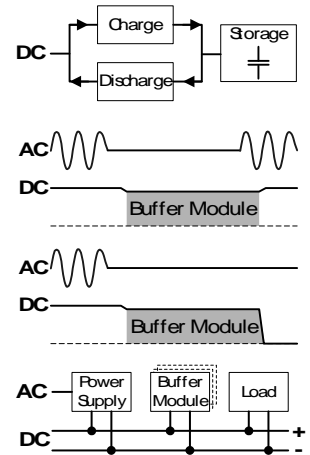 Charge
Storage
DC
Discharge
AC
DC
Buffer Module
AC
DC
Buffer Module
AC
Power Supply
Buffer Module
Load
DC
+
-